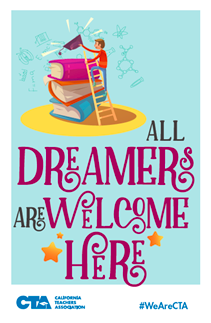 ALL
DREAMERS
ARE WELCOME
HERE
CTA CALIFORNIA
TEACHERS
ASSOCIATION
#WeAreCTA